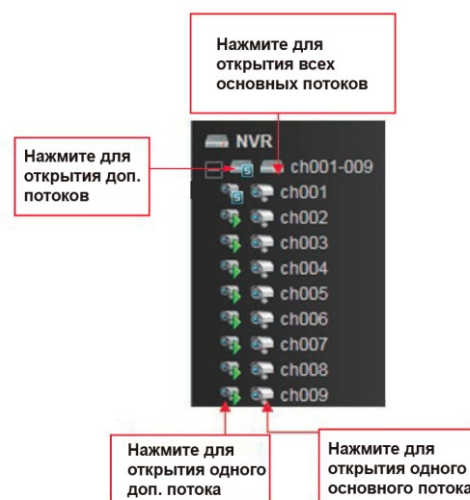 Нажмите для
открытия всех
основных потоков
Нажмите для
открытия доп.
потоков
NVR
ch001-009
ch001
ch002
ch003
ch004
ch005
ch006
ch007
ch008
ch009
Нажмите для
открытия одного
доп. потока
Нажмите для
открытия одного
основного потока